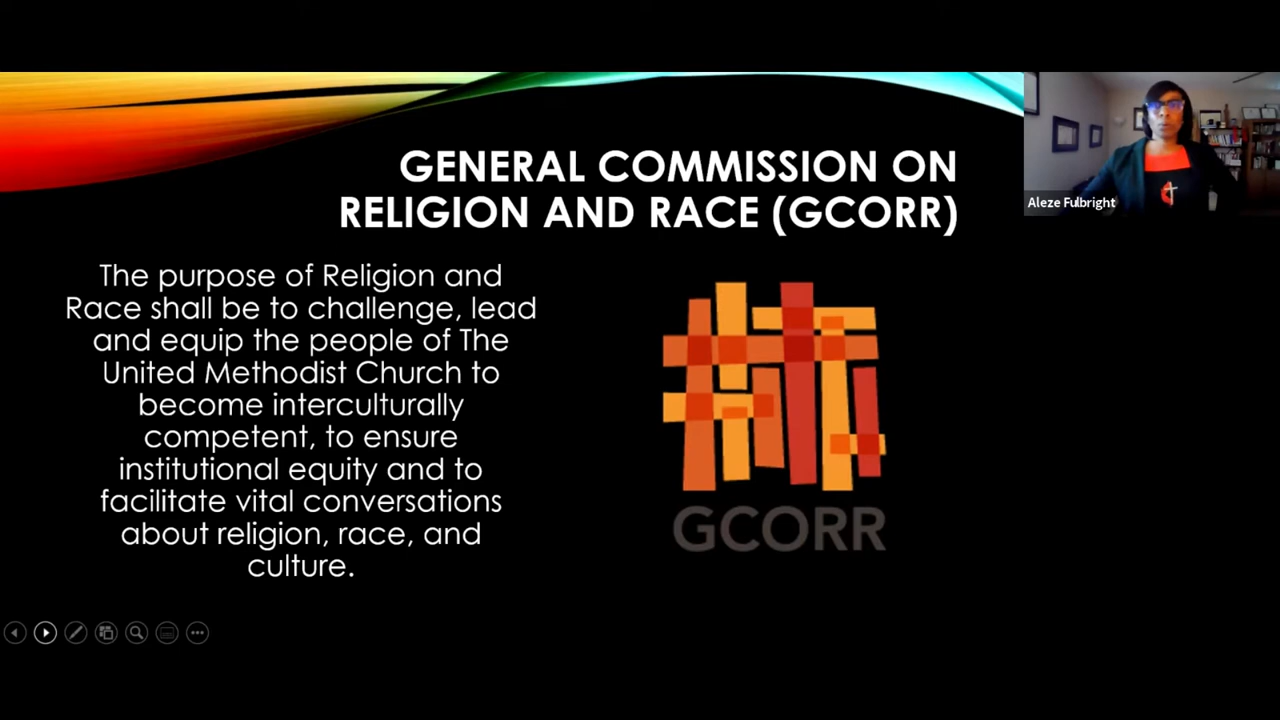 GENERAL COMMISSION ON
RELIGION AND RACE (GCORR)
Aleze Fulbright
The purpose of Religion and
Race shall be to challenge, lead
and equip the people of The
United Methodist Church to
become interculturally
competent, to ensure
institutional equity and to
facilitate vital conversations
about religion, race, and
culture.
GCORR